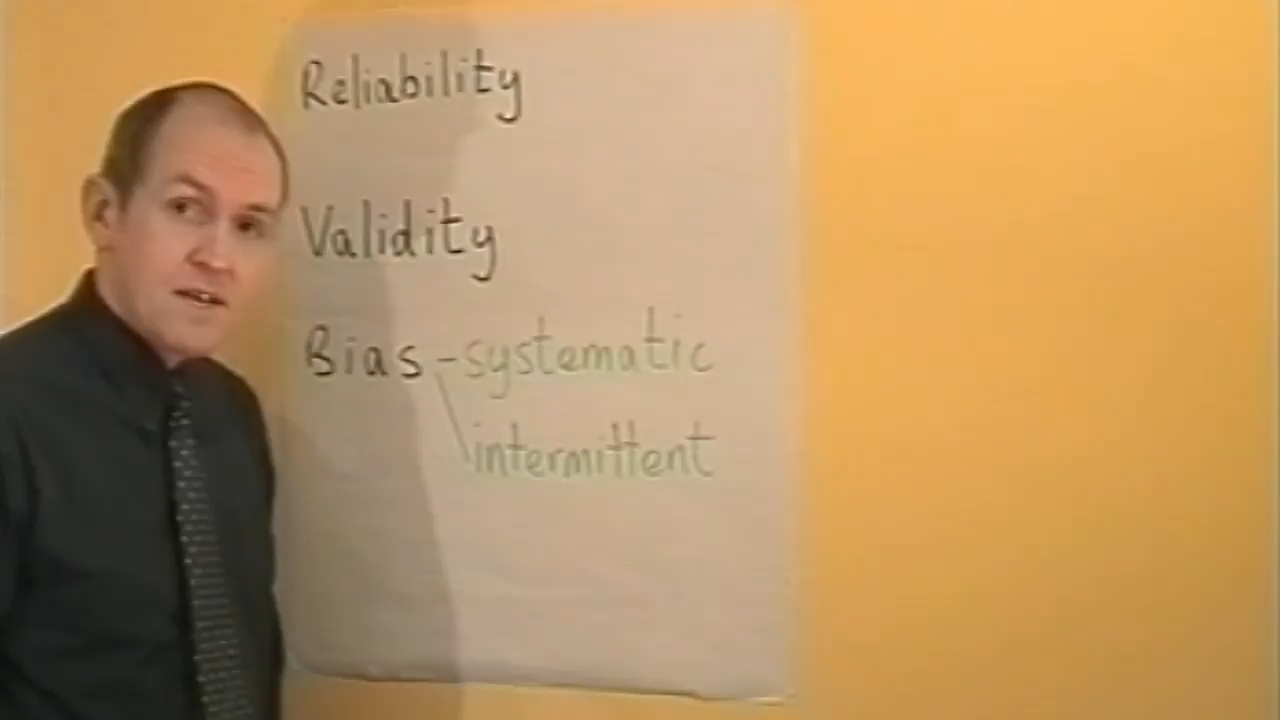 Reliability
Validity
Bias - systematic
intermittent